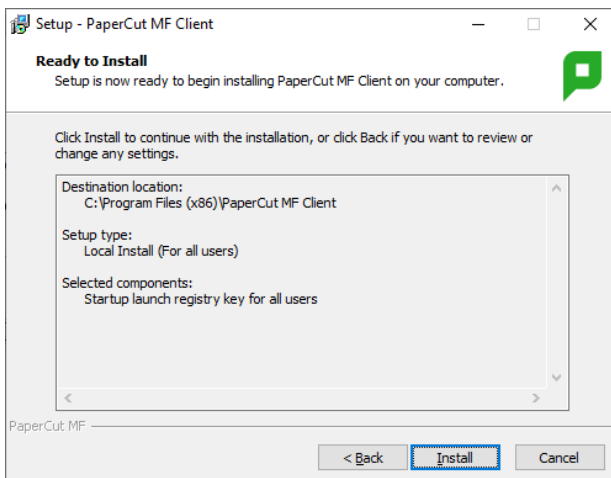 Setup - PaperCut MF Client
Ready to Install
Setup is now ready to begin installing PaperCut MF Client on your computer.
Click Install to continue with the installation, or click Back if you want to review or
change any settings.
Destination location:
C:\Program Files (x86)\PaperCut MF Client
Setup type:
Local Install (For all users)
Selected components:
Startup launch registry key for all users
PaperCut MF
< Back
Install
Cancel